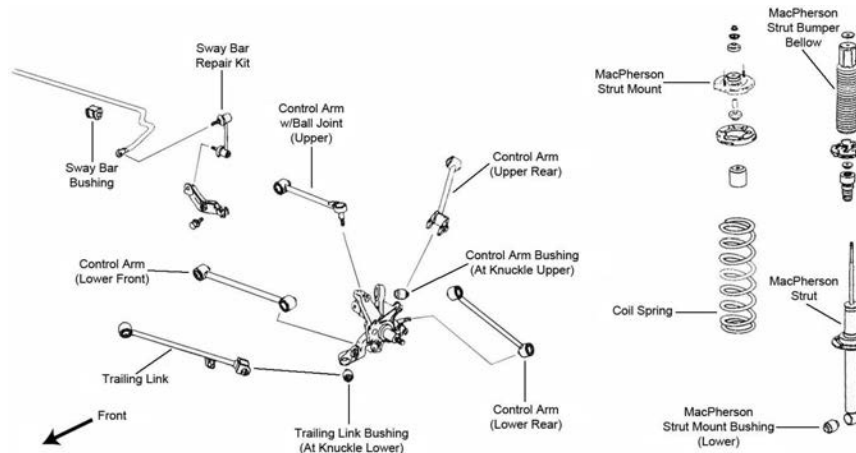 Sway Bar
Repair Kit
Sway Bar
Bushing
Control Arm
w/Ball Joint
(Upper)
Control Arm
(Upper Rear)
Control Arm Bushing
(At Knuckle Upper)
Control Arm
(Lower Front)
Trailing Link
Front
Trailing Link Bushing
(At Knuckle Lower)
Control Arm
(Lower Rear)
MacPherson
Strut Mount
MacPherson
Strut Bumper
Bellow
Coil Spring
MacPherson
Strut
MacPherson
Strut Mount Bushing
(Lower)